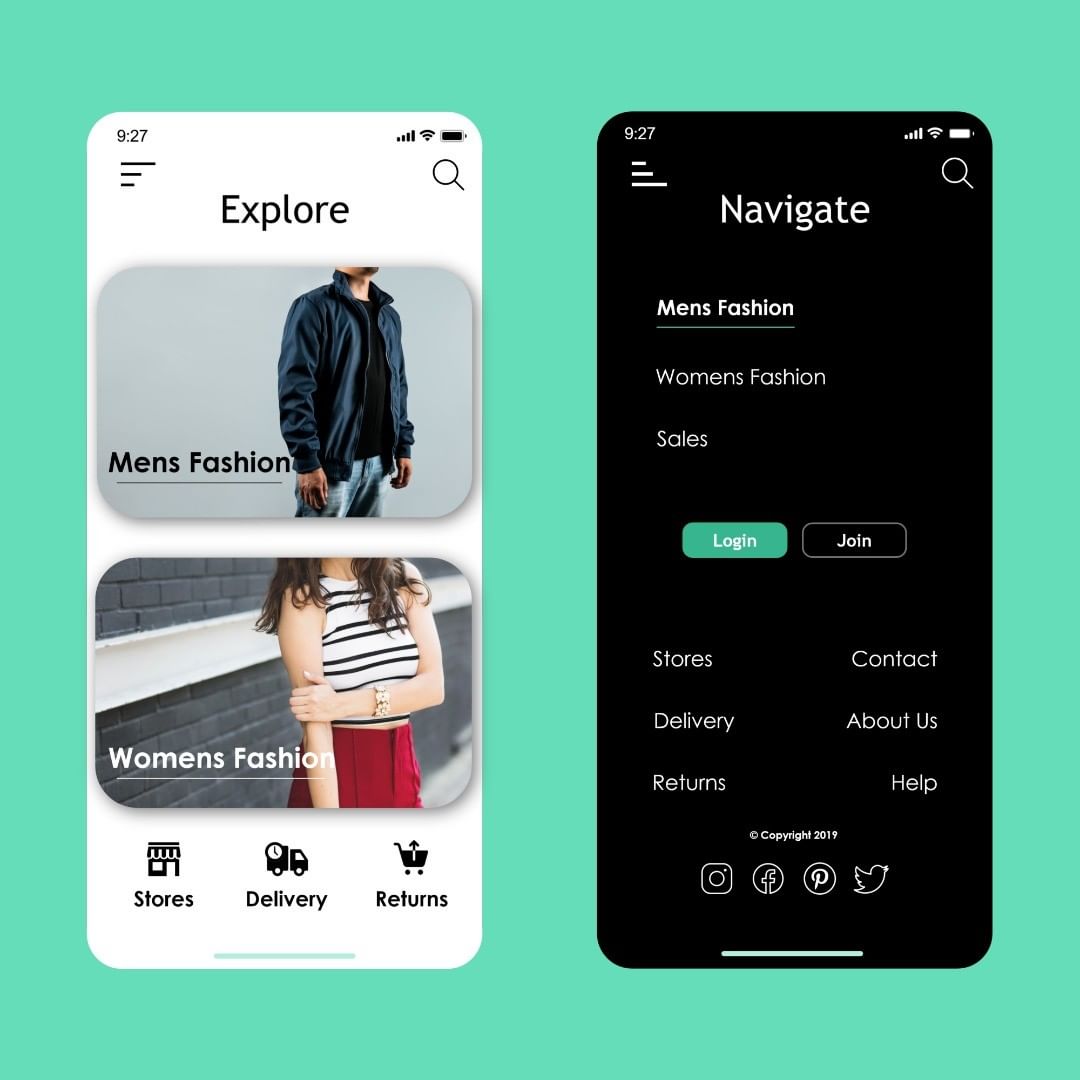 9:27
Explore
Mens Fashion
Womens Fashion
Stores
Delivery
Returns
9:27
Navigate
Mens Fashion
Womens Fashion
Sales
Login
Join
Stores
Contact
Delivery
About Us
Returns
Help
© Copyright 2019